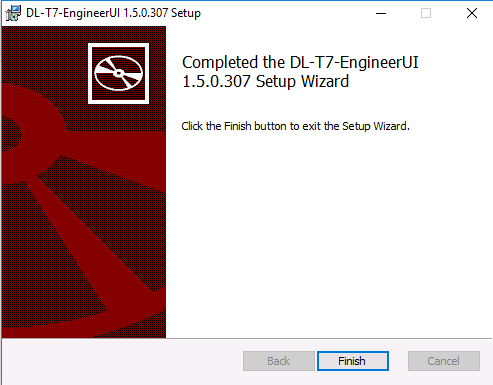 DL-T7-EngineerUI 1.5.0.307 Setup
Completed the DL-T7-EngineerUI
1.5.0.307 Setup Wizard
Click the Finish button to exit the Setup Wizard.
Back Finish Cancel